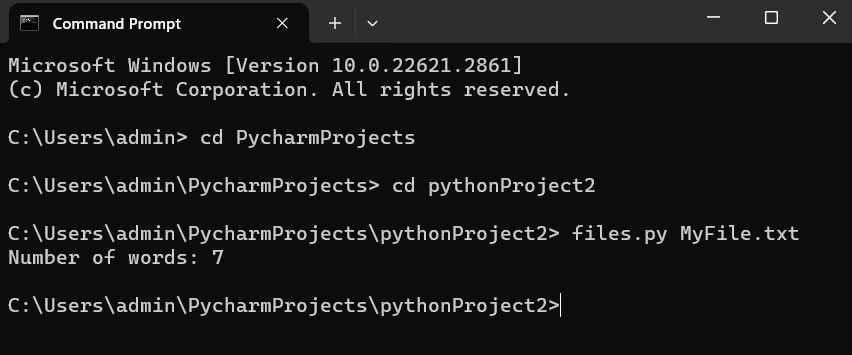 Command Prompt
Microsoft Windows [Version 10.0.22621.2861]
(c) Microsoft Corporation. All rights reserved.
C:\Users\admin> cd PycharmProjects
C:\Users\admin\PycharmProjects> cd pythonProject2
C:\Users\admin\PycharmProjects\pythonProject2> files.py MyFile.txt
Number of words: 7
C:\Users\admin\PycharmProjects\pythonProject2>